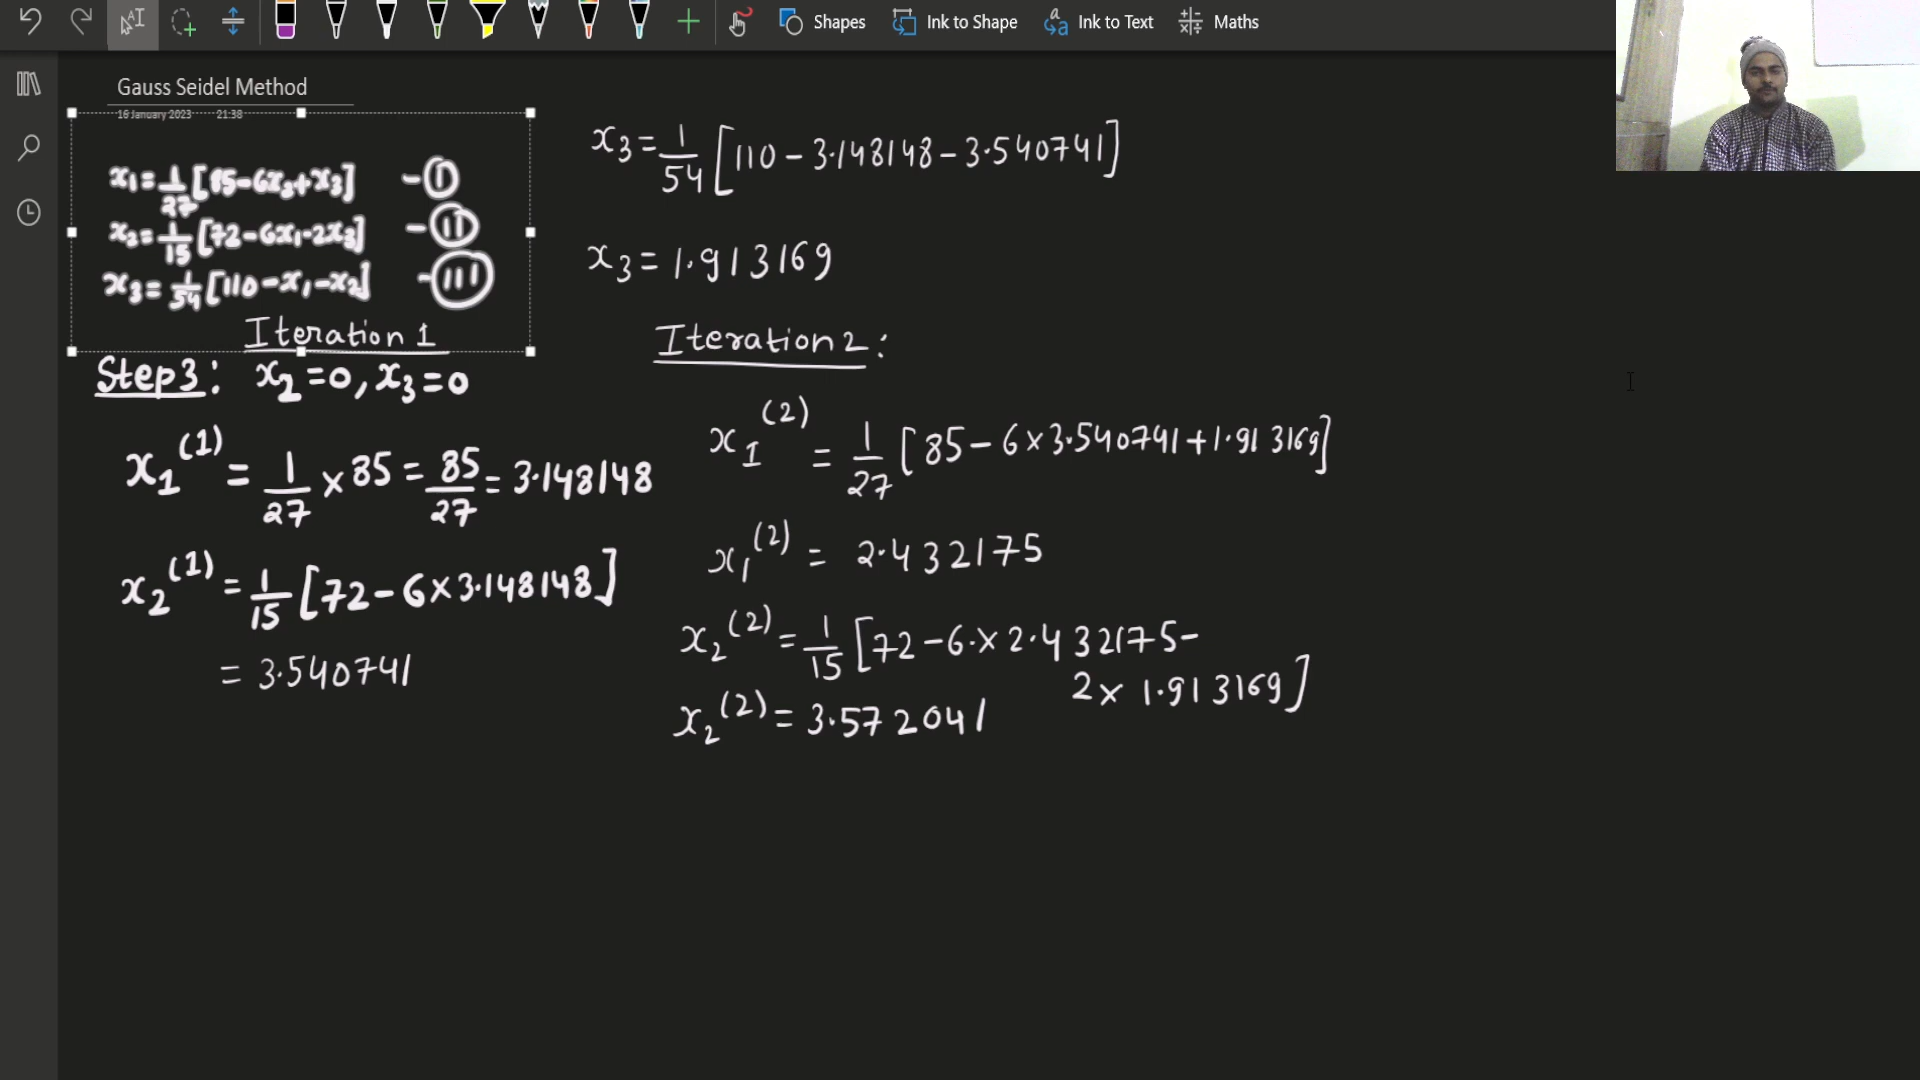 Shapes
Ink to Shape
Ink to Text
Maths
Gauss Seidel Method
16 January 2023 21:38
x₁ = 1/27 [85-6x₂+x₃] -(I)
x₂ = 1/15 [72-6x₁-2x₃] -(II)
x₃ = 1/54 [110-x₁-x₂] -(III)
Iteration 1
Step3: x₂=0, x₃=0
x₁⁽¹⁾ = 1/27 × 85 = 85/27 = 3.148148
x₂⁽¹⁾ = 1/15 [72-6×3.148148]
= 3.540741
x₃ = 1/54 [110-3.148148-3.540741]
x₃ = 1.913169
Iteration 2:
x₁⁽²⁾ = 1/27 [85-6×3.540741+1.913169]
x₁⁽²⁾ = 2.432175
x₂⁽²⁾ = 1/15 [72-6.×2.432175-
2×1.913169]
x₂⁽²⁾ = 3.572041